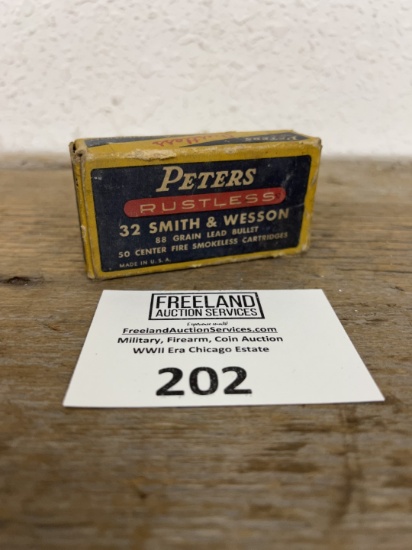 PETERS
RUSTLESS
32 SMITH & WESSON
88 GRAIN LEAD BULLET
50 CENTER FIRE SMOKELESS CARTRIDGES
MADE IN U.S.A.
FREELAND
AUCTION SERVICES
FreelandAuctionServices.com
Military, Firearm, Coin Auction
WWII Era Chicago Estate
202